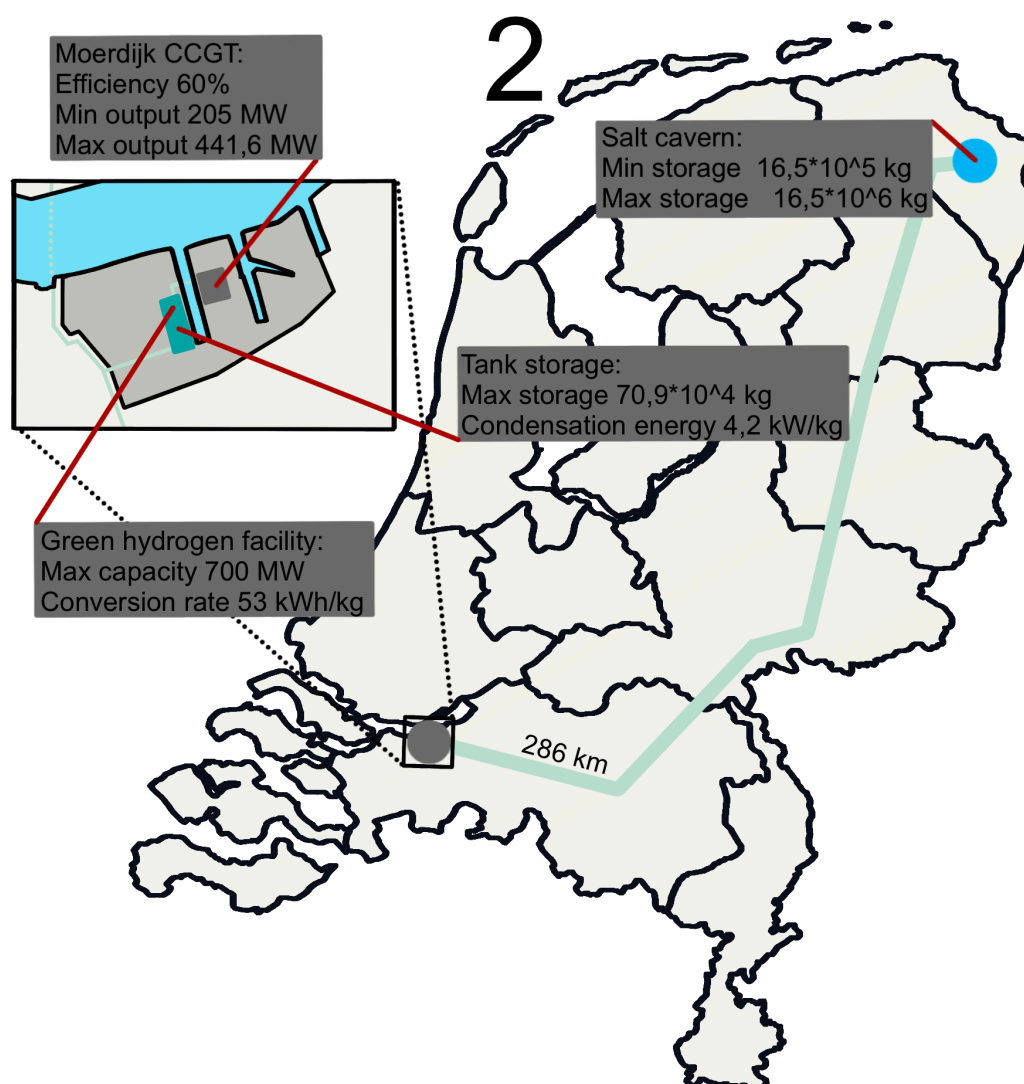 2
Moerdijk CCGT:
Efficiency 60%
Min output 205 MW
Max output 441,6 MW
Salt cavern:
Min storage 16,5*10^5 kg
Max storage 16,5*10^6 kg
Tank storage:
Max storage 70,9*10^4 kg
Condensation energy 4,2 kW/kg
Green hydrogen facility:
Max capacity 700 MW
Conversion rate 53 kWh/kg
286 km